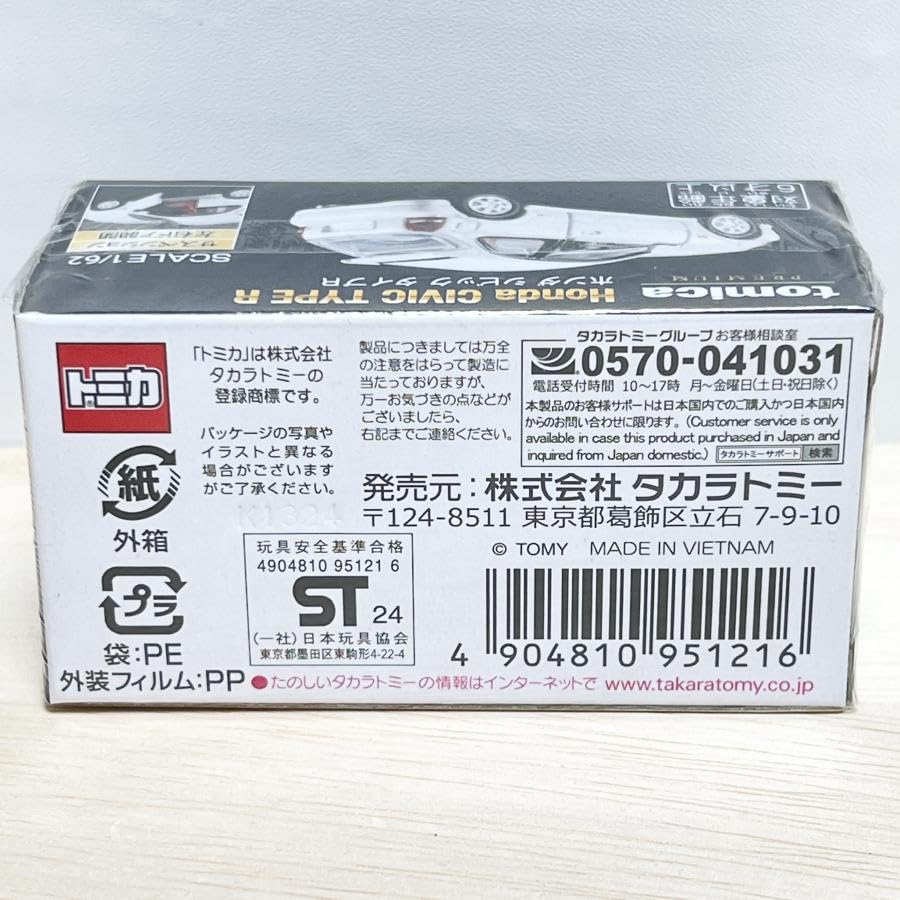 対象年齢
6才以上
tomica
PREMIUM
Honda CIVIC TYPE R
ホンダ シビック タイプR
SCALE1/62
サスペンション
左右ドア開閉
トミカ
®
「トミカ」は株式会社
タカラトミーの
登録商標です。
パッケージの写真や
イラストと異なる
場合がございます
がご了承ください。
製品につきましては万全
の注意をはらって製造に
当たっておりますが、
万一お気づきの点などが
ございましたら、
右記までご連絡ください。
タカラトミーグループ お客様相談室
0570-041031
電話受付時間 10〜17時 月〜金曜日(土日・祝日除く)
本製品のお客様サポートは日本国内でのご購入かつ日本国内
からのお問い合わせに限ります。(Customer service is only
available in case this product purchased in Japan and
inquired from Japan domestic.) タカラトミーサポート 検索
発売元：株式会社 タカラトミー
〒124-8511 東京都葛飾区立石 7-9-10
© TOMY MADE IN VIETNAM
K1324
紙
外箱
プラ
袋:PE
外装フィルム:PP
玩具安全基準合格
4904810 95121 6
ST 24
(一社)日本玩具協会
東京都墨田区東駒形4-22-4
4 904810 951216
●たのしいタカラトミーの情報はインターネットで www.takaratomy.co.jp